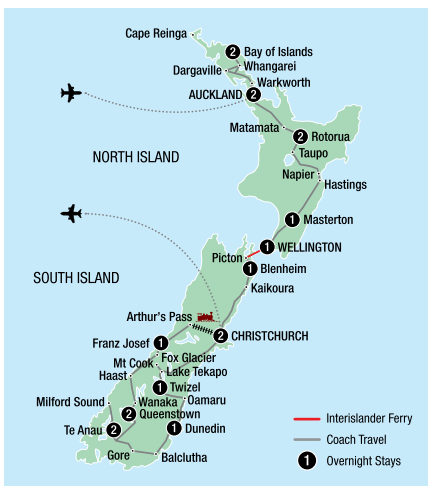 Cape Reinga
2 Bay of Islands
Whangarei
Dargaville
Warkworth
AUCKLAND 2
Matamata
2 Rotorua
Taupo
NORTH ISLAND
Napier
Hastings
1 Masterton
1 WELLINGTON
Picton
1 Blenheim
SOUTH ISLAND
Kaikoura
Arthur's Pass
2 CHRISTCHURCH
Franz Josef 1
Fox Glacier
Mt Cook
Lake Tekapo
Haast
1 Twizel
Oamaru
Milford Sound
Wanaka
2 Queenstown
Te Anau 2
1 Dunedin
Gore
Balclutha
Interislander Ferry
Coach Travel
1 Overnight Stays